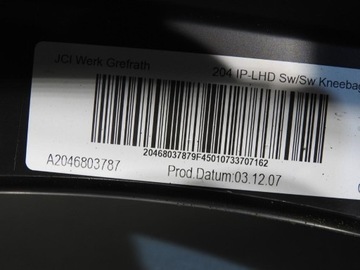 JCI Werk Grefrath
204 IP-LHD Sw/Sw Kneebag
20468037879F45010733707162
A2046803787
Prod.Datum:03.12.07